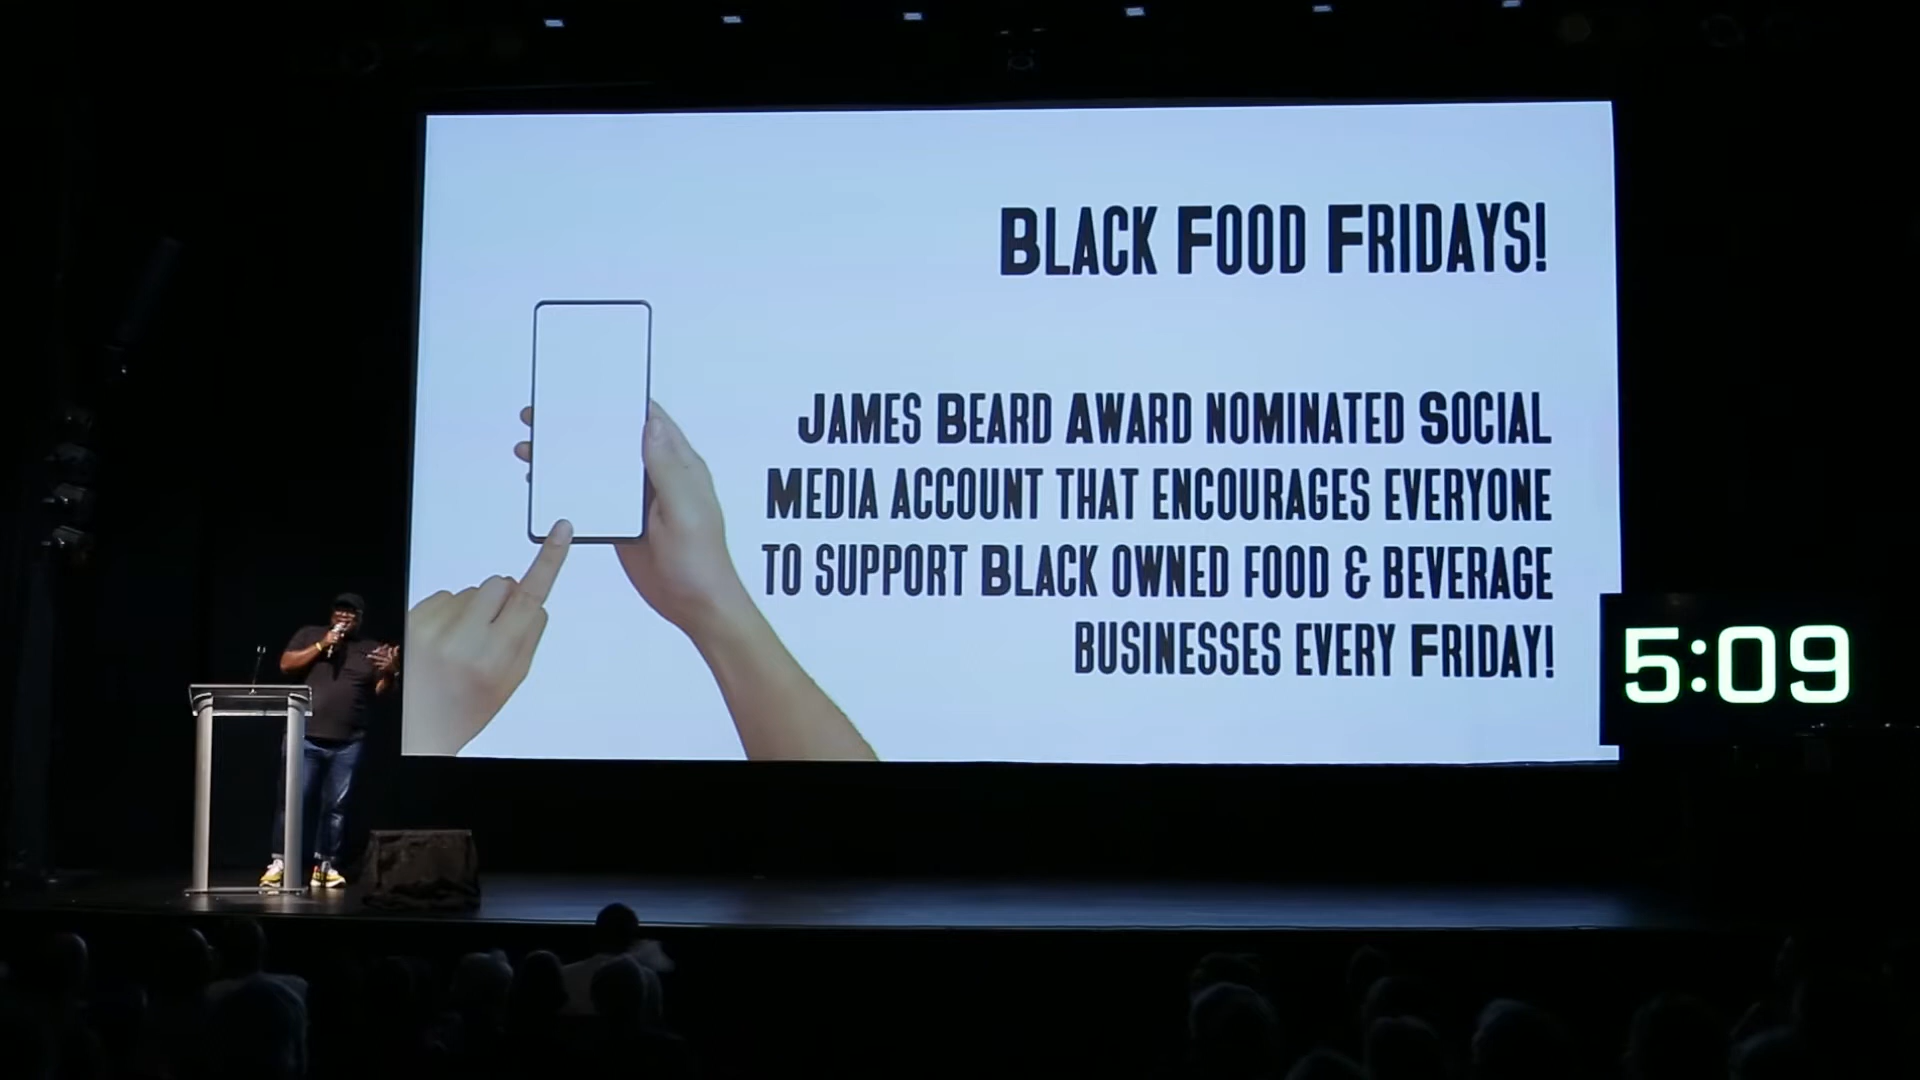 BLACK FOOD FRIDAYS!
JAMES BEARD AWARD NOMINATED SOCIAL
MEDIA ACCOUNT THAT ENCOURAGES EVERYONE
TO SUPPORT BLACK OWNED FOOD & BEVERAGE
BUSINESSES EVERY FRIDAY!
5:09